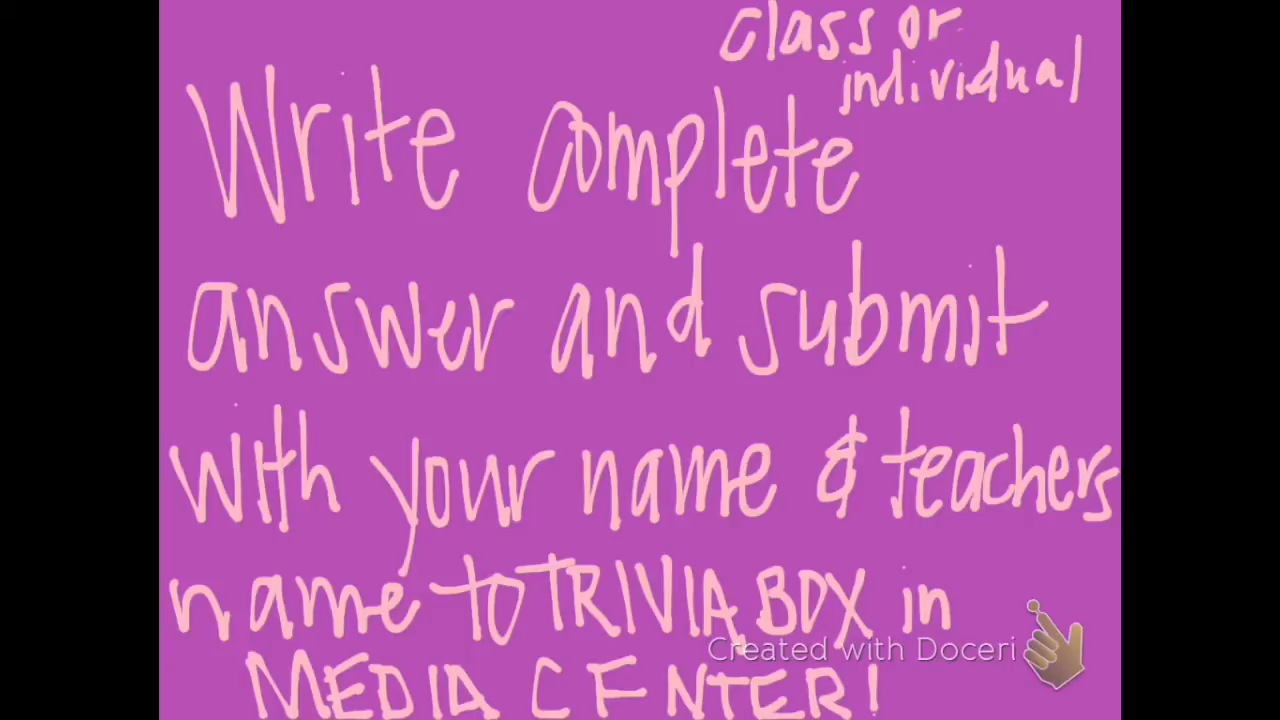 class or
individual
Write complete
answer and submit
with your name & teachers
name to TRIVIA BOX in
Created with Doceri
MEDIA CENTER!